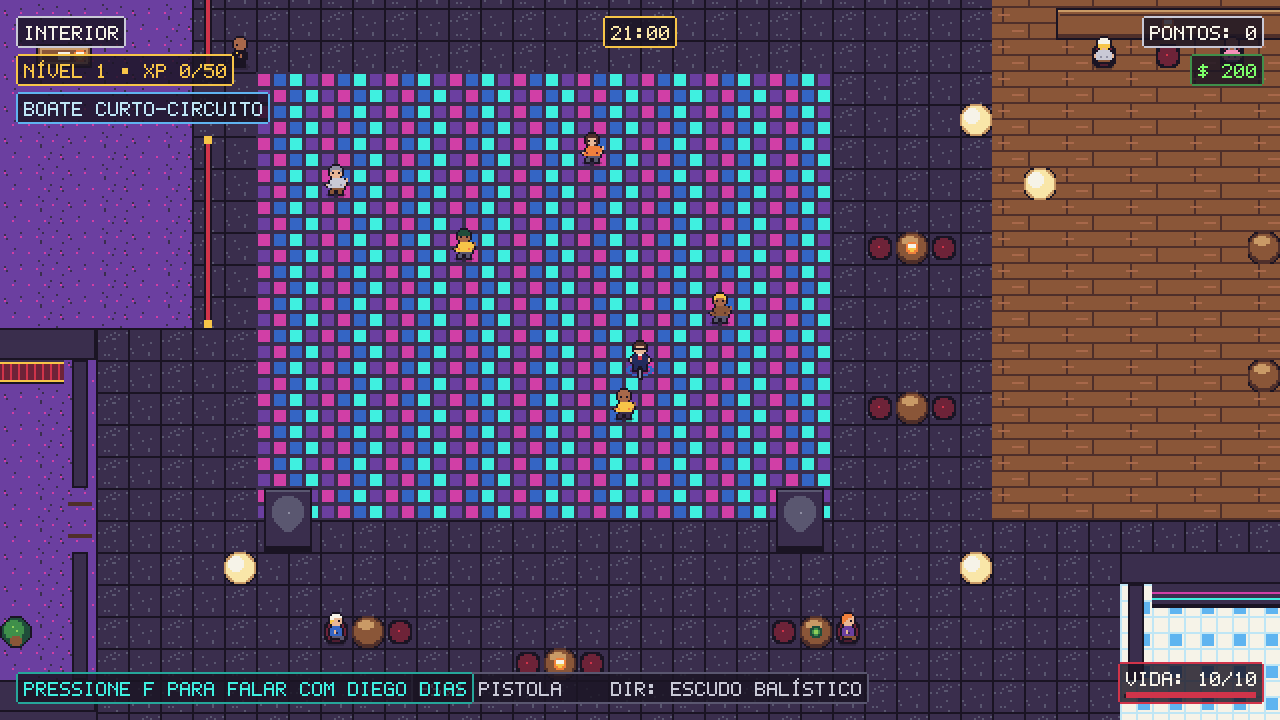 INTERIOR
21:00
PONTOS: 0
NÍVEL 1 • XP 0/50
$ 200
BOATE CURTO-CIRCUITO
PRESSIONE F PARA FALAR COM DIEGO DIAS
PISTOLA DIR: ESCUDO BALÍSTICO
VIDA: 10/10